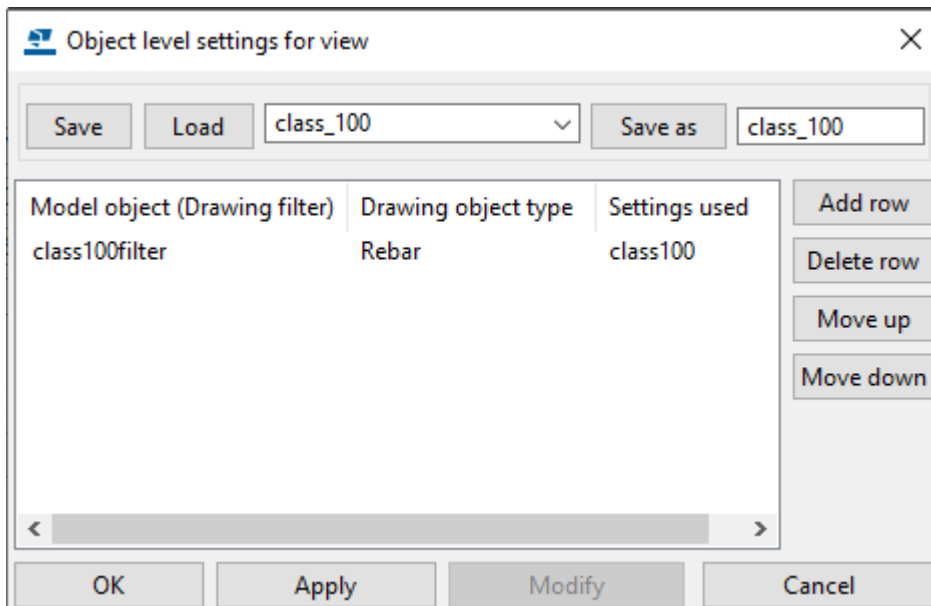 Object level settings for view
Save Load class_100 Save as class_100
Model object (Drawing filter) Drawing object type Settings used
class100filter Rebar class100
Add row
Delete row
Move up
Move down
OK Apply Modify Cancel